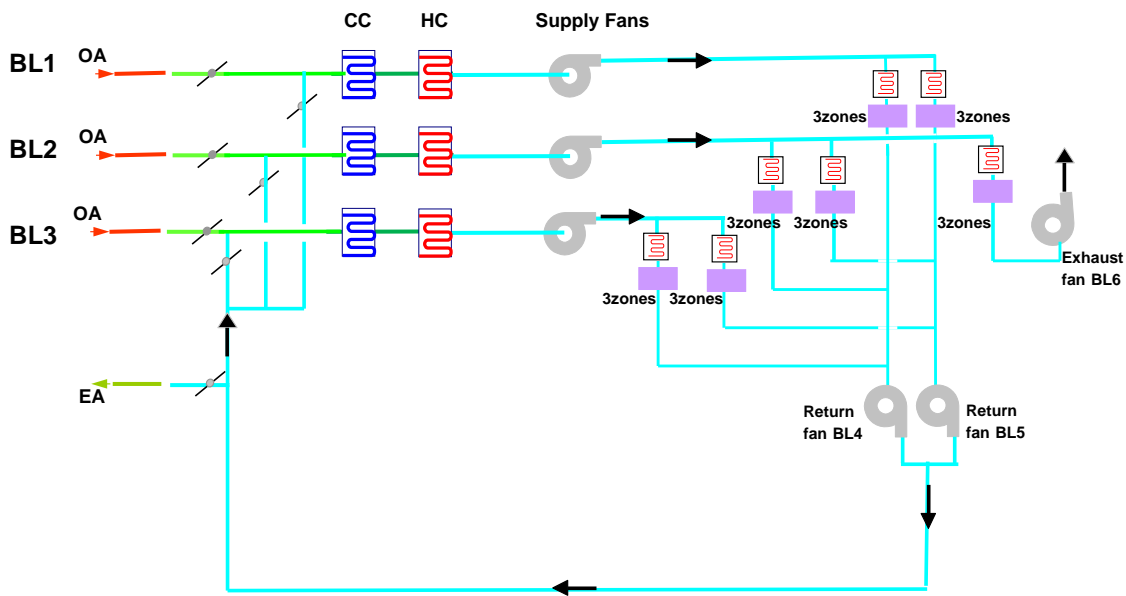 CC
HC
Supply Fans
BL1
OA
3zones
3zones
BL2
OA
3zones
3zones
3zones
BL3
OA
Exhaust
fan BL6
3zones
3zones
EA
Return
fan BL4
Return
fan BL5